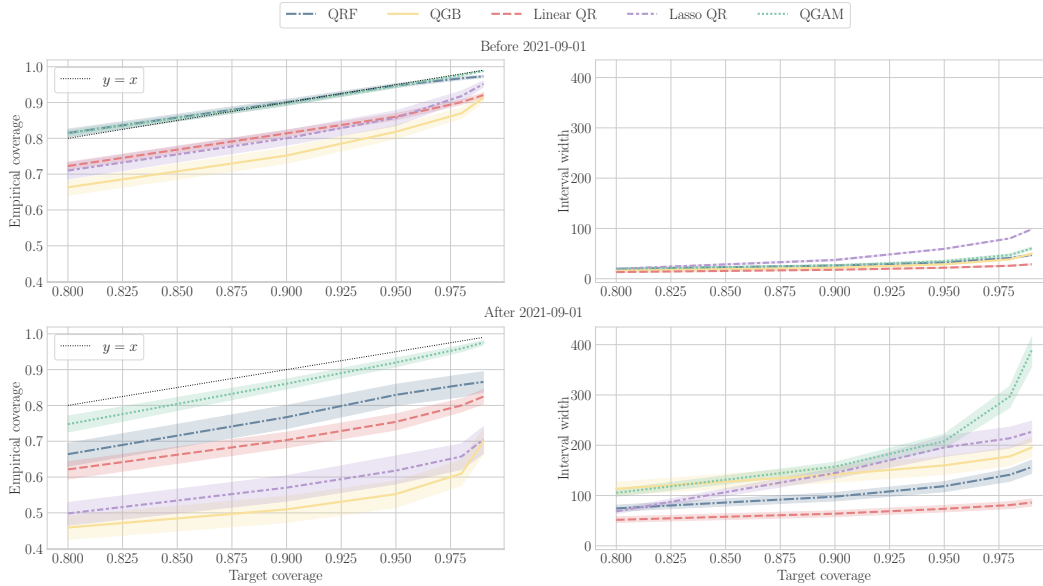 QRF QGB Linear QR Lasso QR QGAM
Before 2021-09-01
Empirical coverage
1.0
0.9
0.8
0.7
0.6
0.5
0.4
y = x
0.800 0.825 0.850 0.875 0.900 0.925 0.950 0.975
Interval width
400
300
200
100
0
0.800 0.825 0.850 0.875 0.900 0.925 0.950 0.975
After 2021-09-01
Empirical coverage
1.0
0.9
0.8
0.7
0.6
0.5
0.4
y = x
0.800 0.825 0.850 0.875 0.900 0.925 0.950 0.975
Target coverage
Interval width
400
300
200
100
0
0.800 0.825 0.850 0.875 0.900 0.925 0.950 0.975
Target coverage